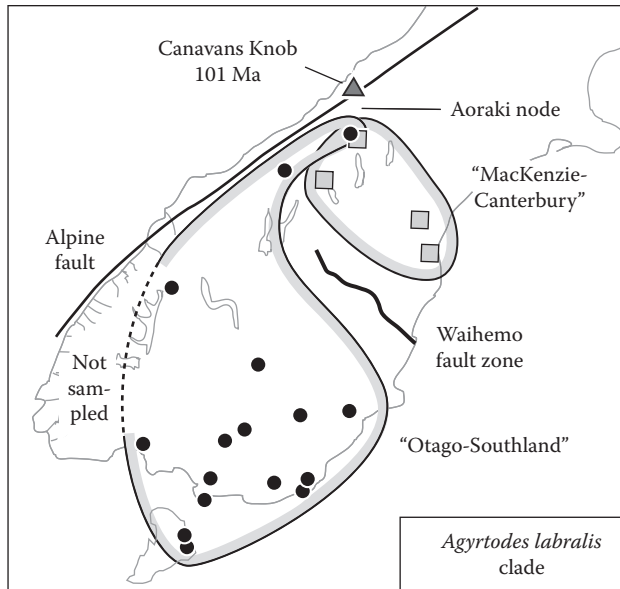 Canavans Knob
101 Ma
Aoraki node
“MacKenzie-
Canterbury”
Alpine
fault
Waihemo
fault zone
Not
sam-
pled
“Otago-Southland”
Agyrtodes labralis
clade